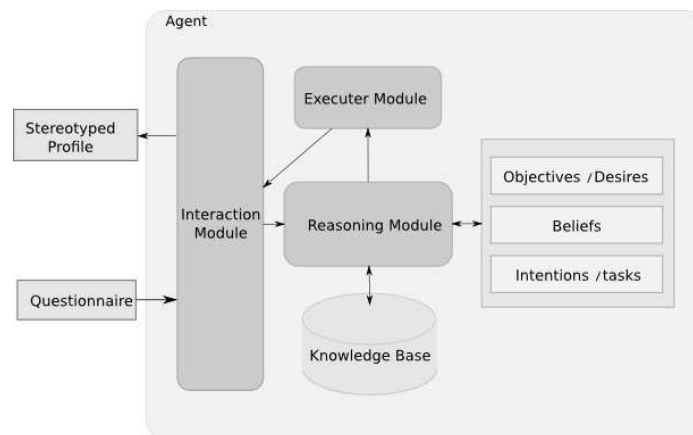 Agent
Executer Module
Stereotyped
Profile
Objectives / Desires
Interaction
Module
Reasoning Module
Beliefs
Intentions / tasks
Questionnaire
Knowledge Base